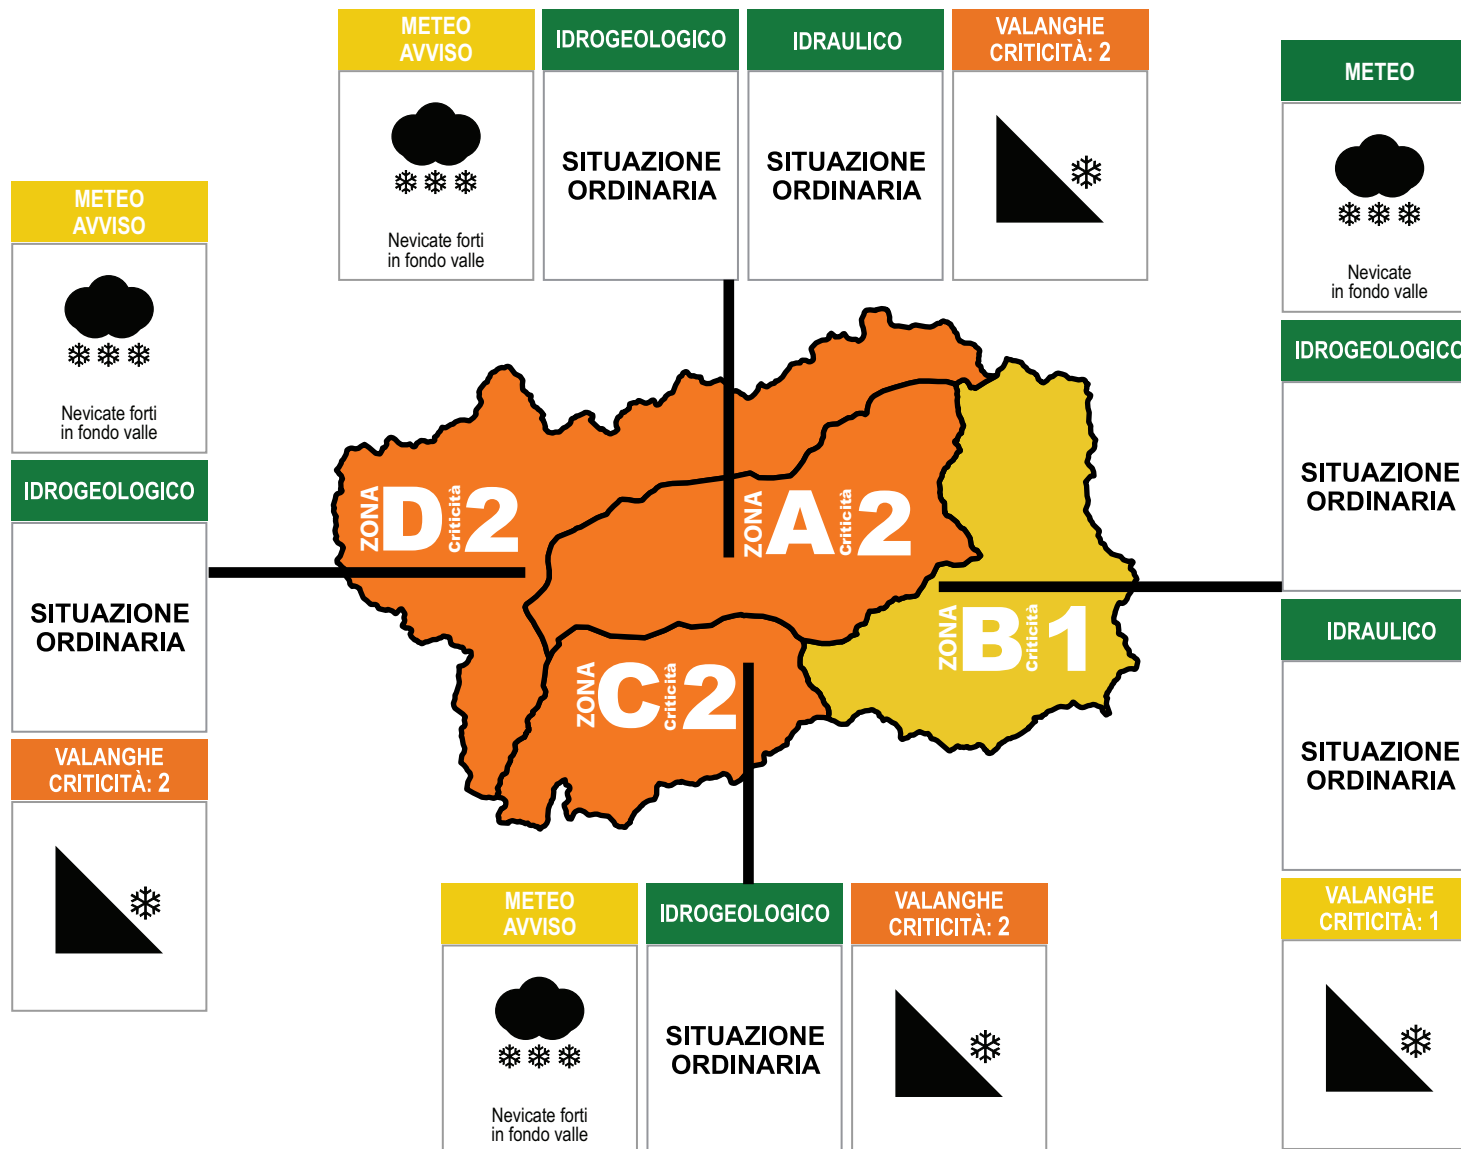 METEO
AVVISO
Nevicate forti
in fondo valle
IDROGEOLOGICO
SITUAZIONE
ORDINARIA
IDRAULICO
SITUAZIONE
ORDINARIA
VALANGHE
CRITICITÀ: 2
METEO
AVVISO
Nevicate forti
in fondo valle
IDROGEOLOGICO
SITUAZIONE
ORDINARIA
VALANGHE
CRITICITÀ: 2
ZONA D Criticità 2
ZONA A Criticità 2
ZONA C Criticità 2
ZONA B Criticità 1
METEO
Nevicate
in fondo valle
IDROGEOLOGICO
SITUAZIONE
ORDINARIA
IDRAULICO
SITUAZIONE
ORDINARIA
VALANGHE
CRITICITÀ: 1
METEO
AVVISO
Nevicate forti
in fondo valle
IDROGEOLOGICO
SITUAZIONE
ORDINARIA
VALANGHE
CRITICITÀ: 2